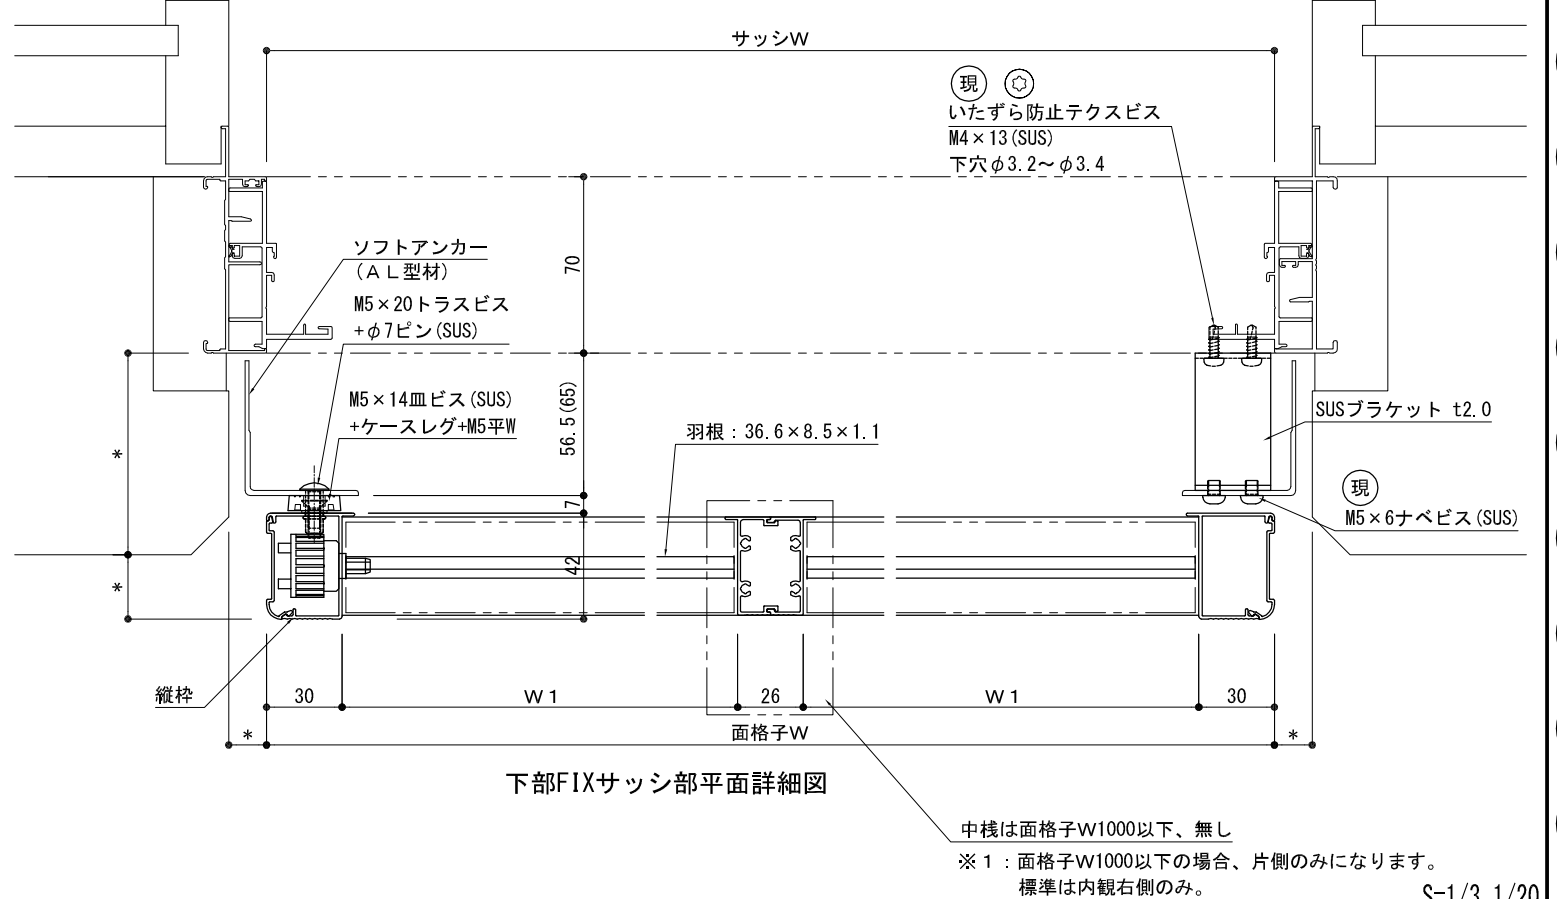 サッシW
現
いたずら防止テクスビス
M4×13(SUS)
下穴φ3.2～φ3.4
ソフトアンカー
(AL型材)
M5×20トラスビス
+φ7ピン(SUS)
70
M5×14皿ビス(SUS)
+ケースレグ+M5平W
56.5(65)
羽根：36.6×8.5×1.1
SUSブラケット t2.0
現
M5×6ナベビス(SUS)
*
7
42
*
縦枠
30
W1
26
W1
30
*
面格子W
*
下部FIXサッシ部平面詳細図
中桟は面格子W1000以下、無し
※1：面格子W1000以下の場合、片側のみになります。
標準は内観右側のみ。
S=1/3,1/20